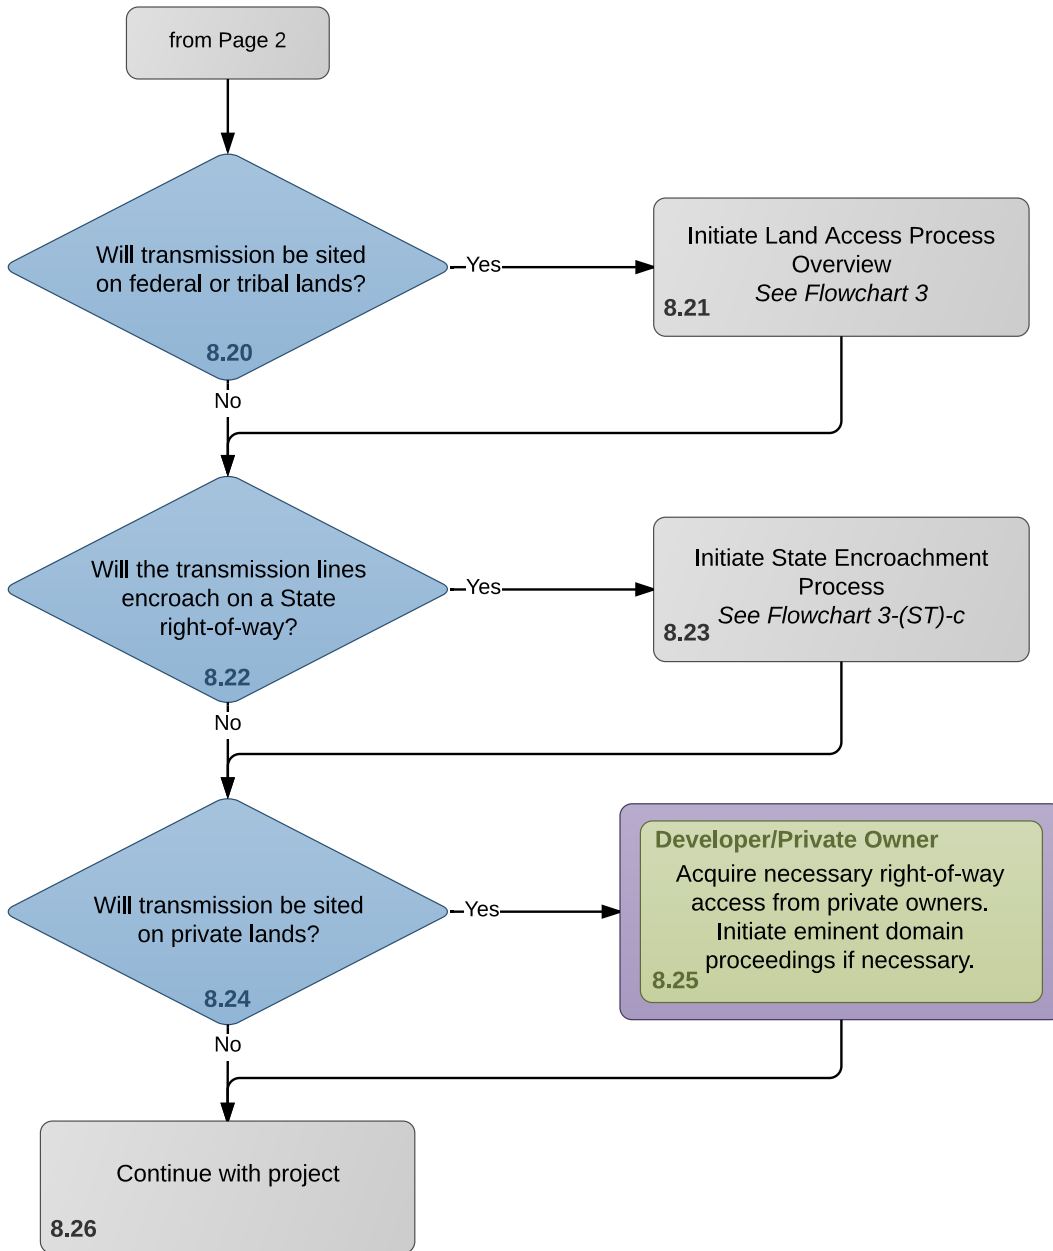 from Page 2
Will transmission be sited
on federal or tribal lands?
8.20
Yes
Initiate Land Access Process
Overview
See Flowchart 3
8.21
No
Will the transmission lines
encroach on a State
right-of-way?
8.22
Yes
Initiate State Encroachment
Process
See Flowchart 3-(ST)-c
8.23
No
Will transmission be sited
on private lands?
8.24
Yes
Developer/Private Owner
Acquire necessary right-of-way
access from private owners.
Initiate eminent domain
proceedings if necessary.
8.25
No
Continue with project
8.26